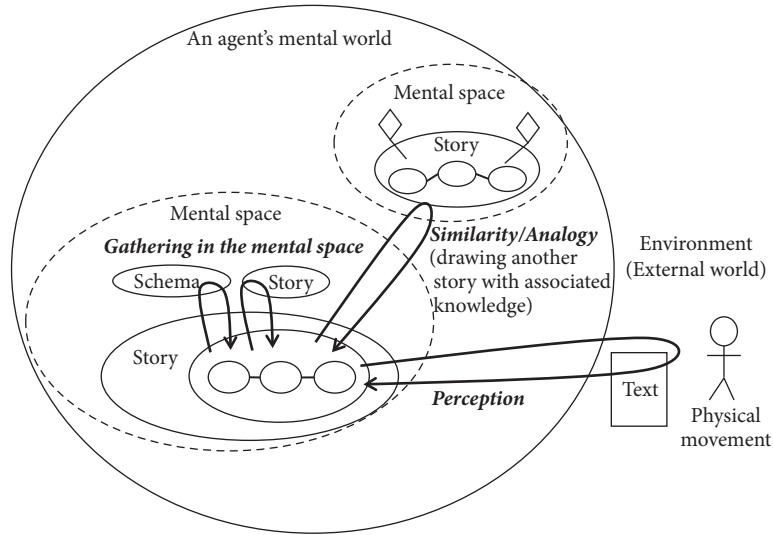 An agent's mental world
Mental space
Story
Mental space
Gathering in the mental space
Schema
Story
Story
Similarity/Analogy
(drawing another
story with associated
knowledge)
Environment
(External world)
Perception
Text
Physical
movement